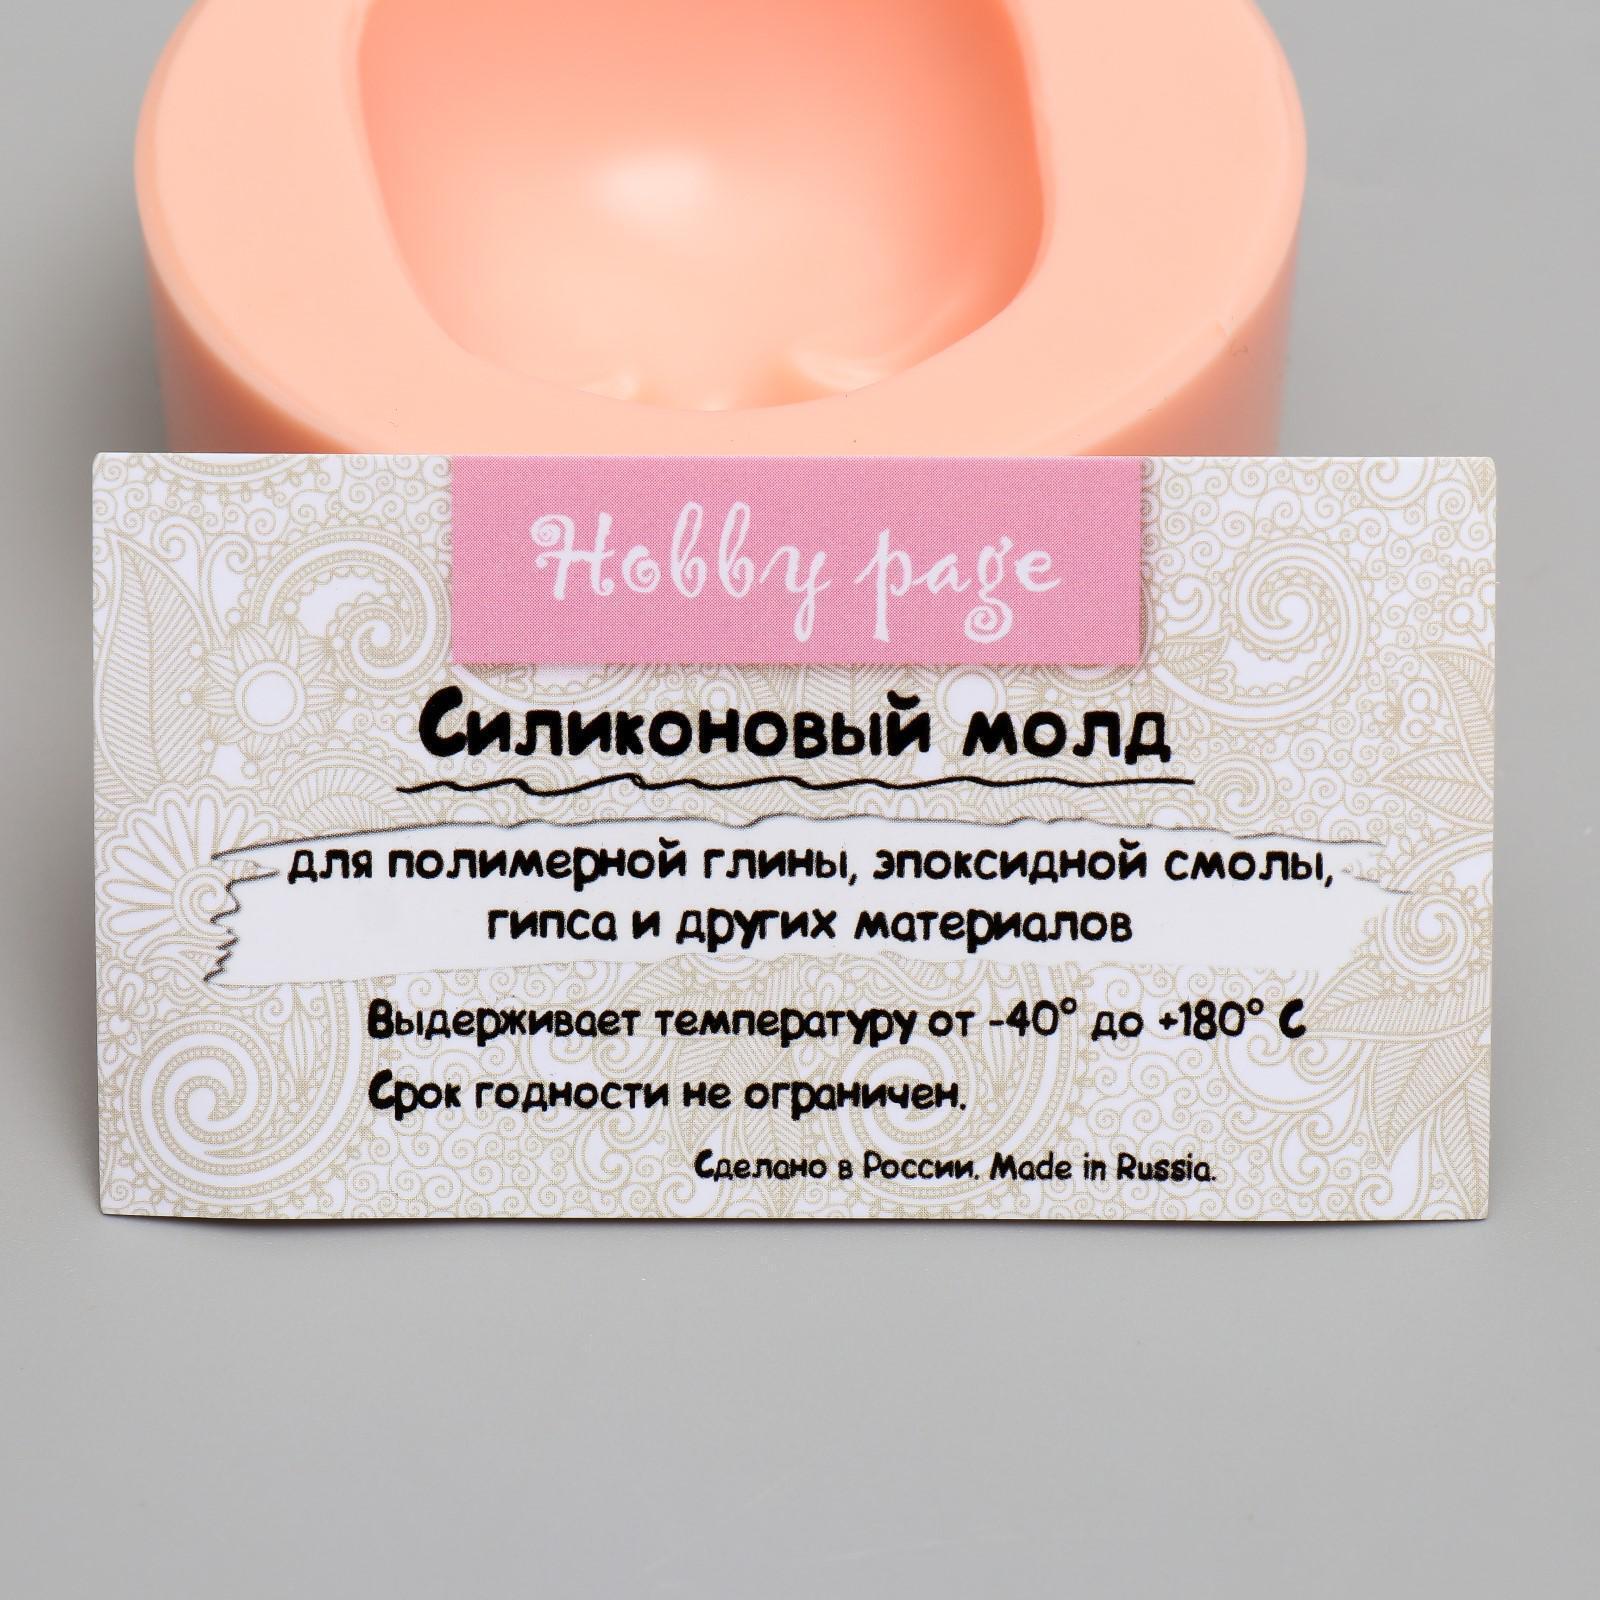 Hobby page
Силиконовый молд
для полимерной глины, эпоксидной смолы,
гипса и других материалов
Выдерживает температуру от -40° до +180° С
Срок годности не ограничен.
Сделано в России. Made in Russia.